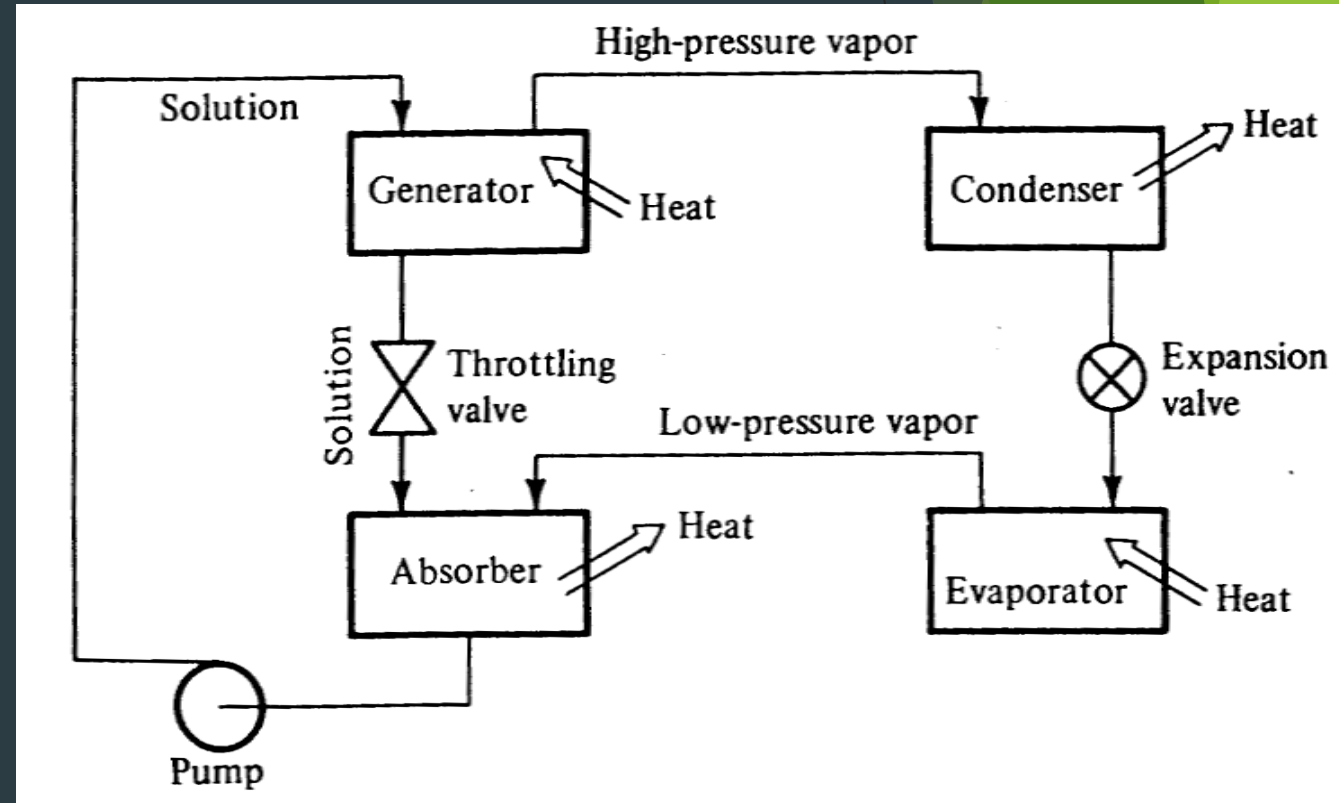 High-pressure vapor
Solution
Heat
Generator
Condenser
Heat
Solution
Throttling
valve
Expansion
valve
Low-pressure vapor
Heat
Absorber
Evaporator
Heat
Pump